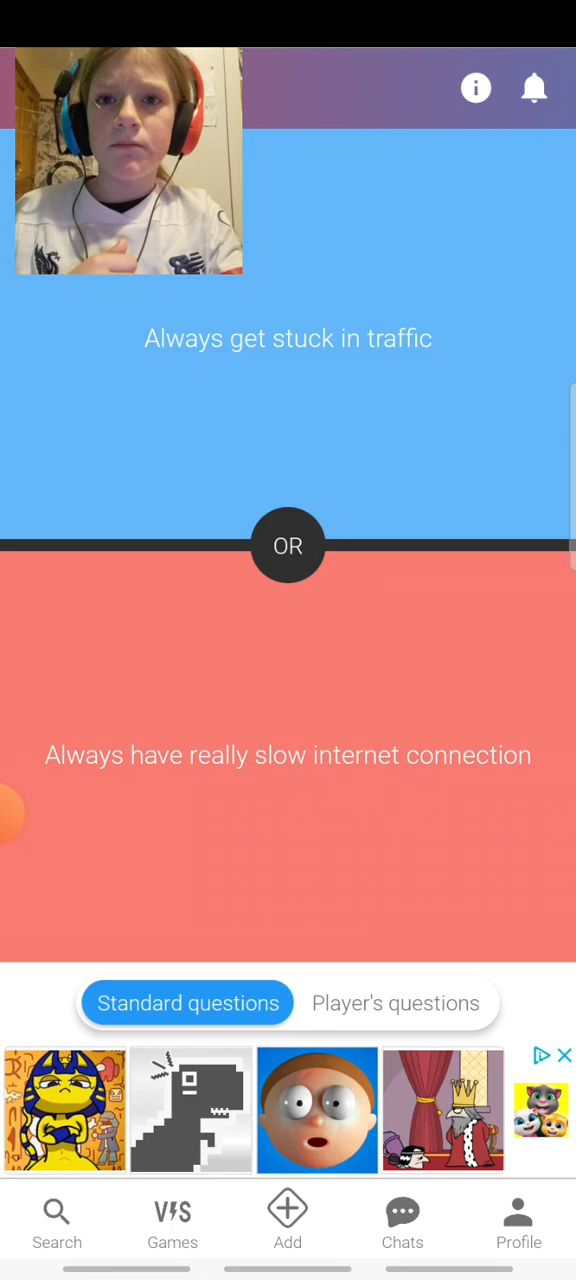 Always get stuck in traffic
OR
Always have really slow internet connection
Standard questions
Player's questions
Search
V S Games
Add
Chats
Profile